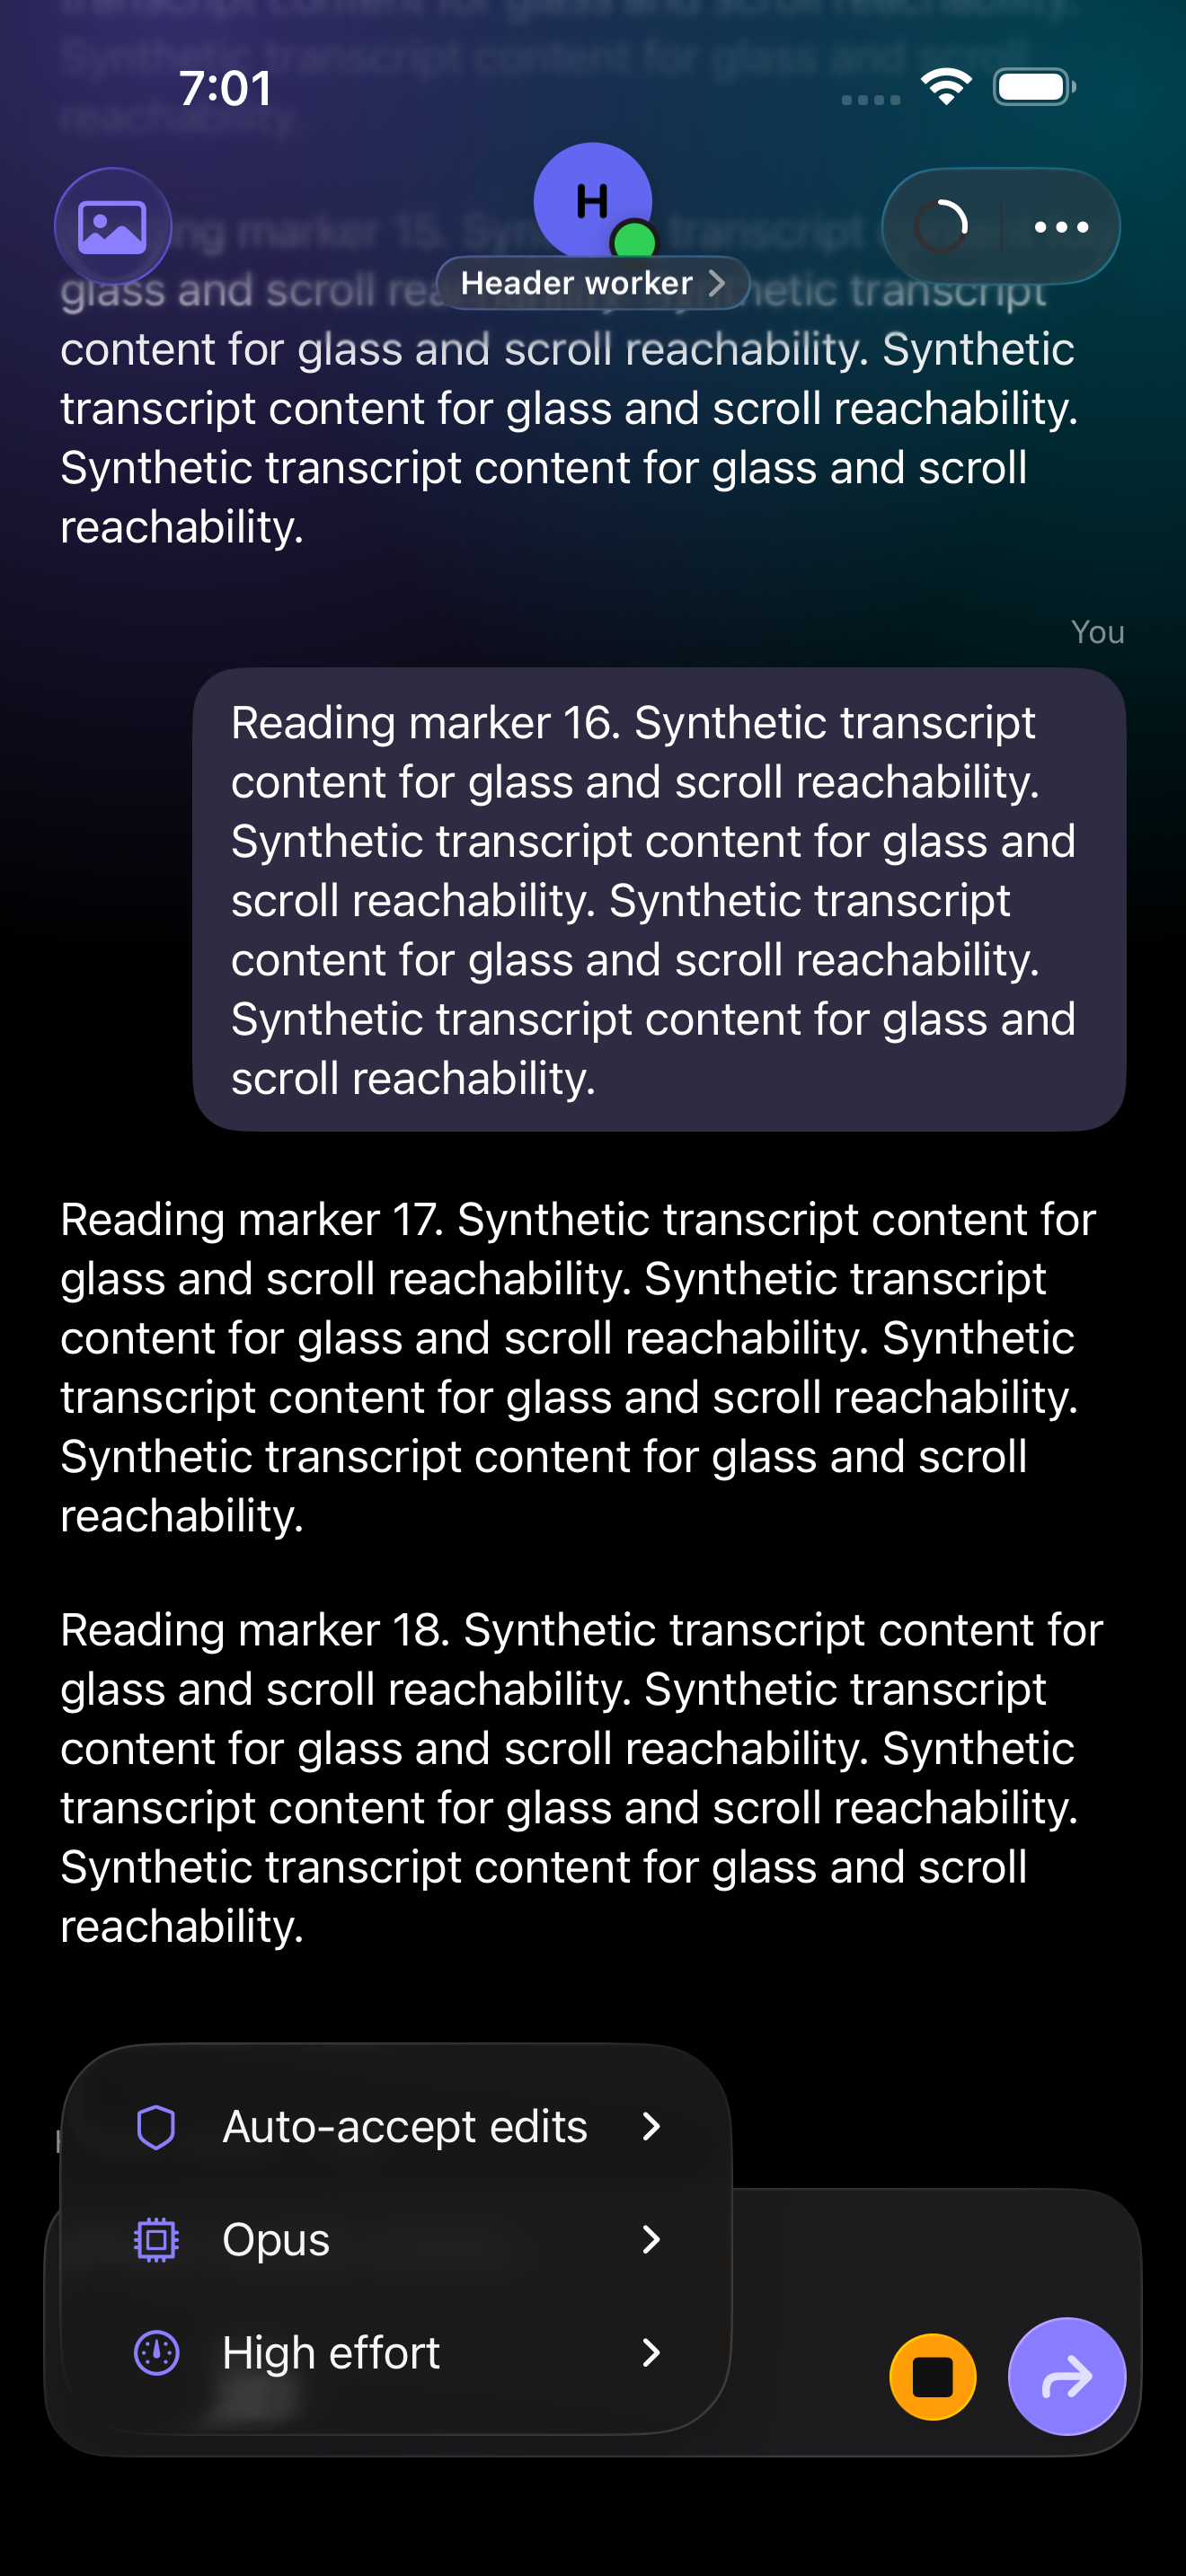 7:01
H
Header worker
glass and scroll
transcript
content for glass and scroll reachability. Synthetic
transcript content for glass and scroll reachability.
Synthetic transcript content for glass and scroll
reachability.
You
Reading marker 16. Synthetic transcript
content for glass and scroll reachability.
Synthetic transcript content for glass and
scroll reachability. Synthetic transcript
content for glass and scroll reachability.
Synthetic transcript content for glass and
scroll reachability.
Reading marker 17. Synthetic transcript content for
glass and scroll reachability. Synthetic transcript
content for glass and scroll reachability. Synthetic
transcript content for glass and scroll reachability.
Synthetic transcript content for glass and scroll
reachability.
Reading marker 18. Synthetic transcript content for
glass and scroll reachability. Synthetic transcript
content for glass and scroll reachability. Synthetic
transcript content for glass and scroll reachability.
Synthetic transcript content for glass and scroll
reachability.
Auto-accept edits
Opus
High effort